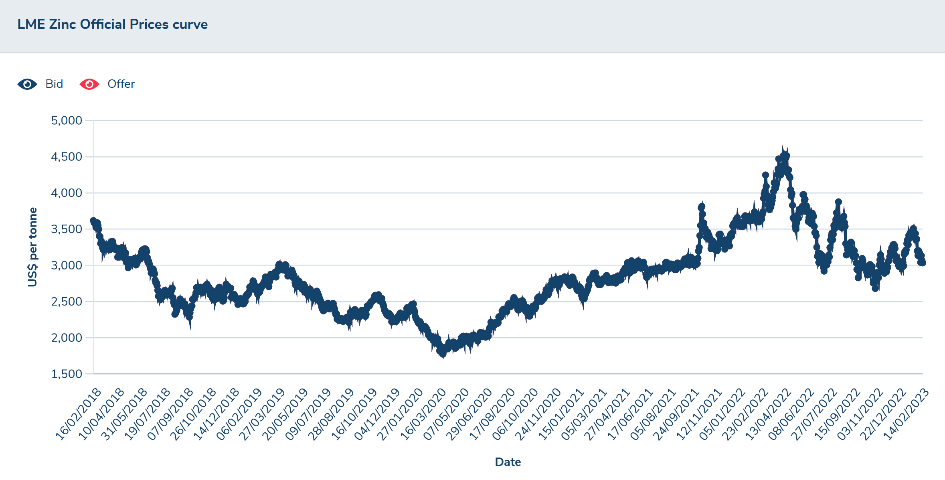 LME Zinc Official Prices curve
Bid Offer
5,000
4,500
4,000
3,500
3,000
2,500
2,000
1,500
US$ per tonne
16/02/2018 10/04/2018 31/05/2018 19/07/2018 07/09/2018 26/10/2018 14/12/2018 06/02/2019 27/03/2019 20/05/2019 09/07/2019 28/08/2019 16/10/2019 04/12/2019 27/01/2020 16/03/2020 07/05/2020 29/06/2020 17/08/2020 06/10/2020 24/11/2020 15/01/2021 05/03/2021 27/04/2021 17/06/2021 05/08/2021 24/09/2021 12/11/2021 05/01/2022 23/02/2022 13/04/2022 08/06/2022 27/07/2022 15/09/2022 03/11/2022 22/12/2022 14/02/2023
Date